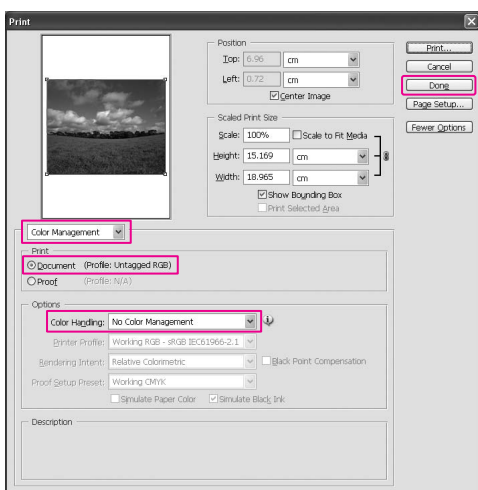 Print
Position
Top: 6.96 cm
Left: 0.72 cm
Center Image
Print...
Cancel
Done
Page Setup...
Fewer Options
Scaled Print Size
Scale: 100% Scale to Fit Media
Height: 15.169 cm
Width: 18.965 cm
Show Bounding Box
Print Selected Area
Color Management
Print
Document (Profile: Untagged RGB)
Proof (Profile: N/A)
Options
Color Handling: No Color Management
Printer Profile: Working RGB - sRGB IEC61966-2.1
Rendering Intent: Relative Colorimetric Black Point Compensation
Proof Setup Preset: Working CMYK
Simulate Paper Color Simulate Black Ink
Description